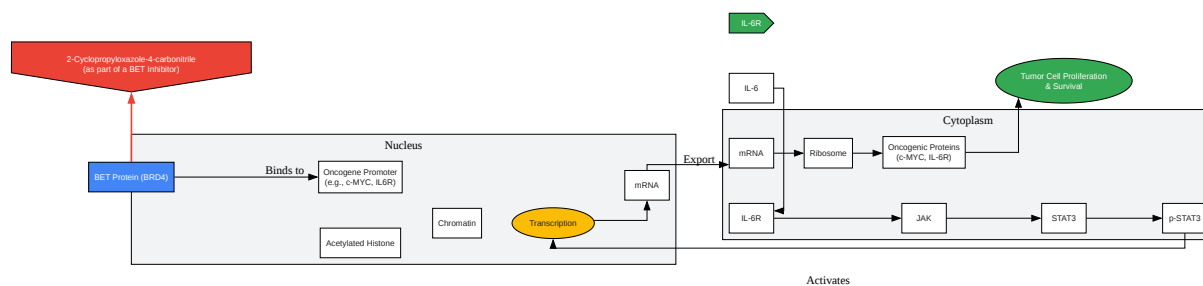 IL-6R
2-Cyclopropyloxazole-4-carbonitrile
(as part of a BET Inhibitor)
Tumor Cell Proliferation
& Survival
IL-6
Cytoplasm
Nucleus
BET Protein (BRD4)
Binds to
Oncogene Promoter
(e.g., c-MYC, IL6R)
mRNA
Export
mRNA
Ribosome
Oncogenic Proteins
(c-MYC, IL-6R)
Chromatin
Transcription
Acetylated Histone
IL-6R
JAK
STAT3
p-STAT3
Activates